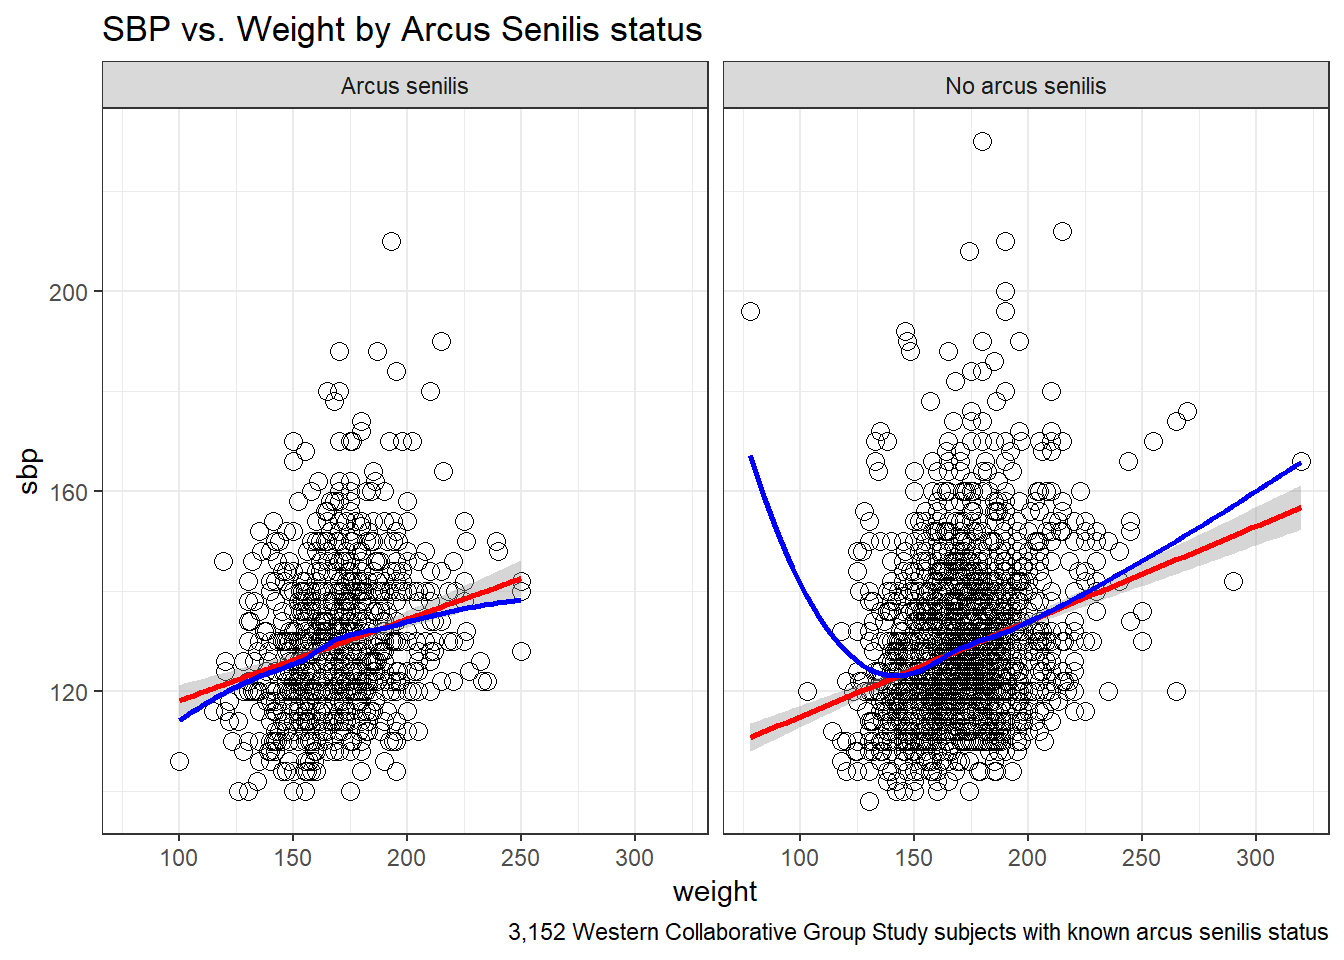 SBP vs. Weight by Arcus Senilis status
Arcus senilis
No arcus senilis
sbp
200
160
120
100 150 200 250 300
100 150 200 250 300
weight
3,152 Western Collaborative Group Study subjects with known arcus senilis status